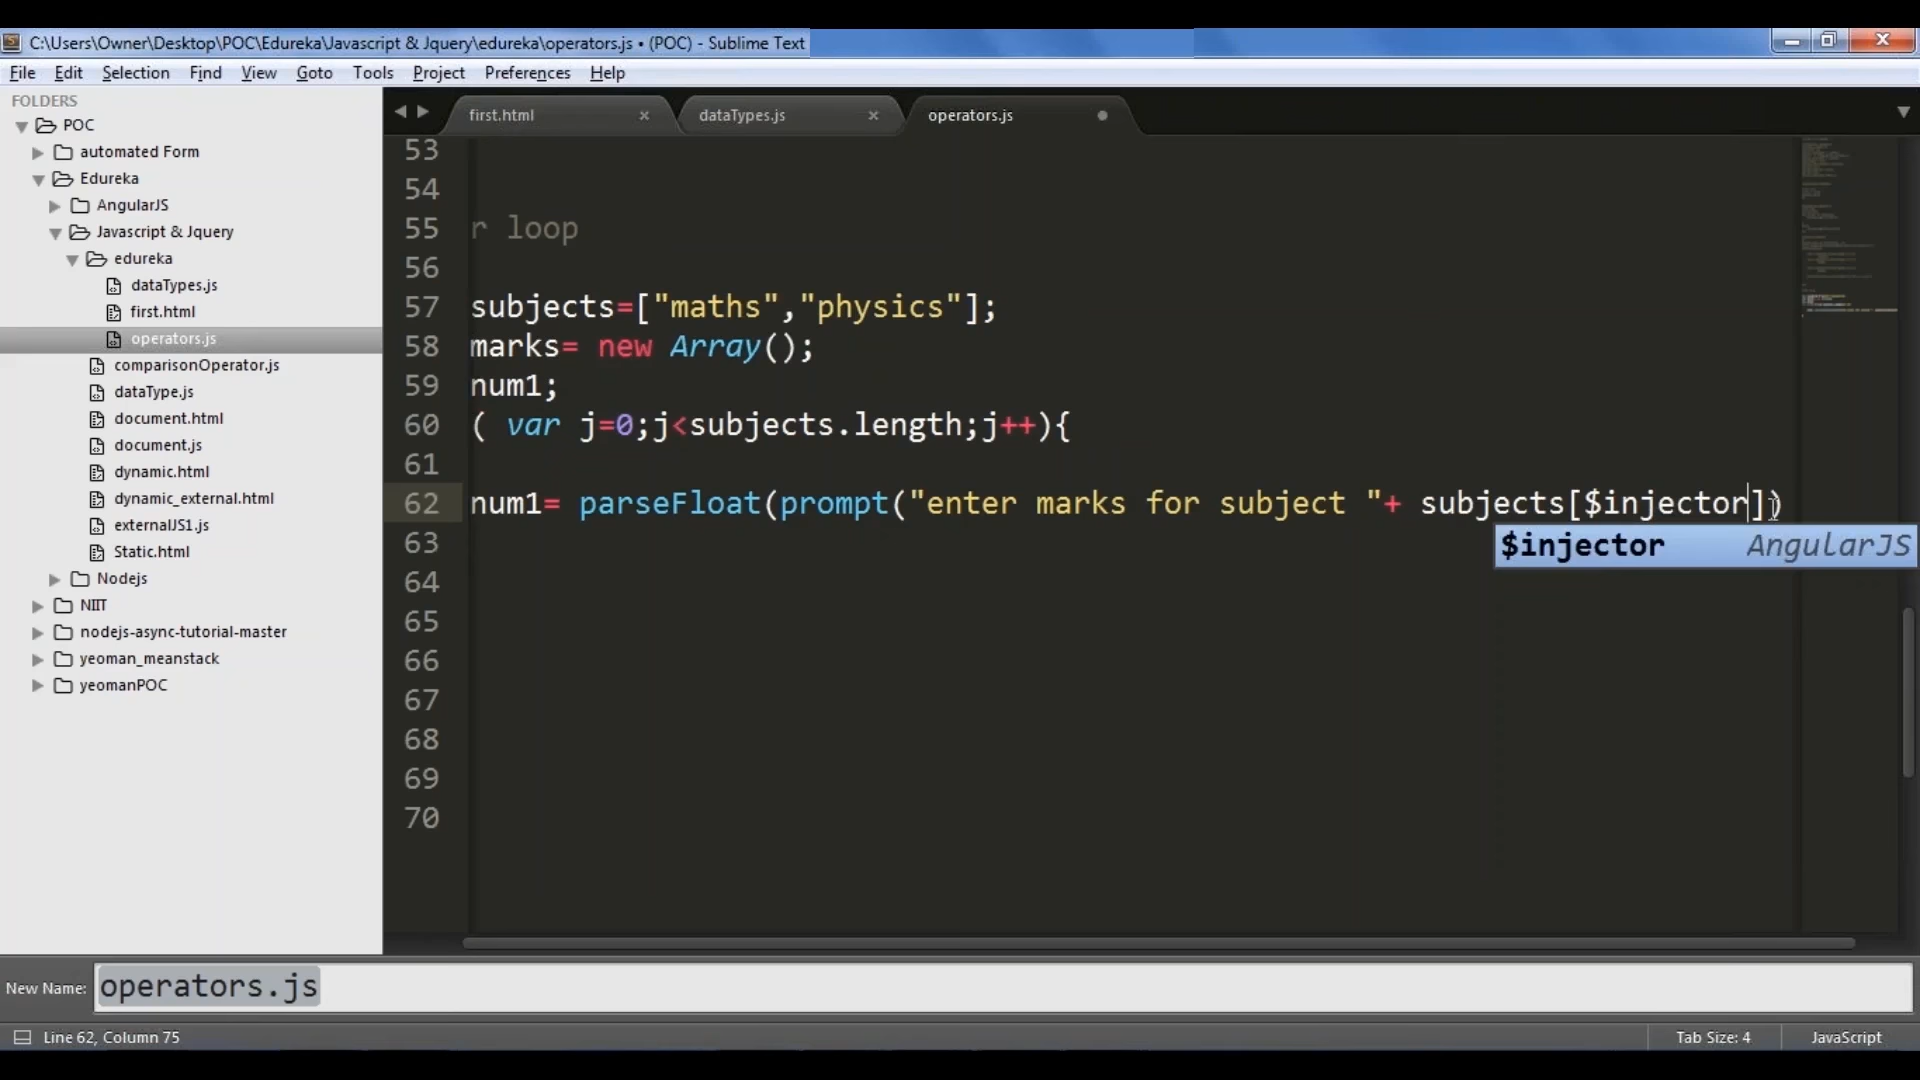 C:\Users\Owner\Desktop\POC\Edureka\Javascript & Jquery\edureka\operators.js • (POC) - Sublime Text
File Edit Selection Find View Goto Tools Project Preferences Help
FOLDERS
POC
automated Form
Edureka
AngularJS
Javascript & Jquery
edureka
dataTypes.js
first.html
operators.js
comparisonOperator.js
dataType.js
document.html
document.js
dynamic.html
dynamic_external.html
externalJS1.js
Static.html
Nodejs
NIIT
nodejs-async-tutorial-master
yeoman_meanstack
yeomanPOC
first.html × dataTypes.js × operators.js
53
54
55 r loop
56
57 subjects=["maths","physics"];
58 marks= new Array();
59 num1;
60 ( var j=0;j<subjects.length;j++){
61
62 num1= parseFloat(prompt("enter marks for subject "+ subjects[$injector])
$injector AngularJS
63
64
65
66
67
68
69
70
New Name: operators.js
Line 62, Column 75 Tab Size: 4 JavaScript